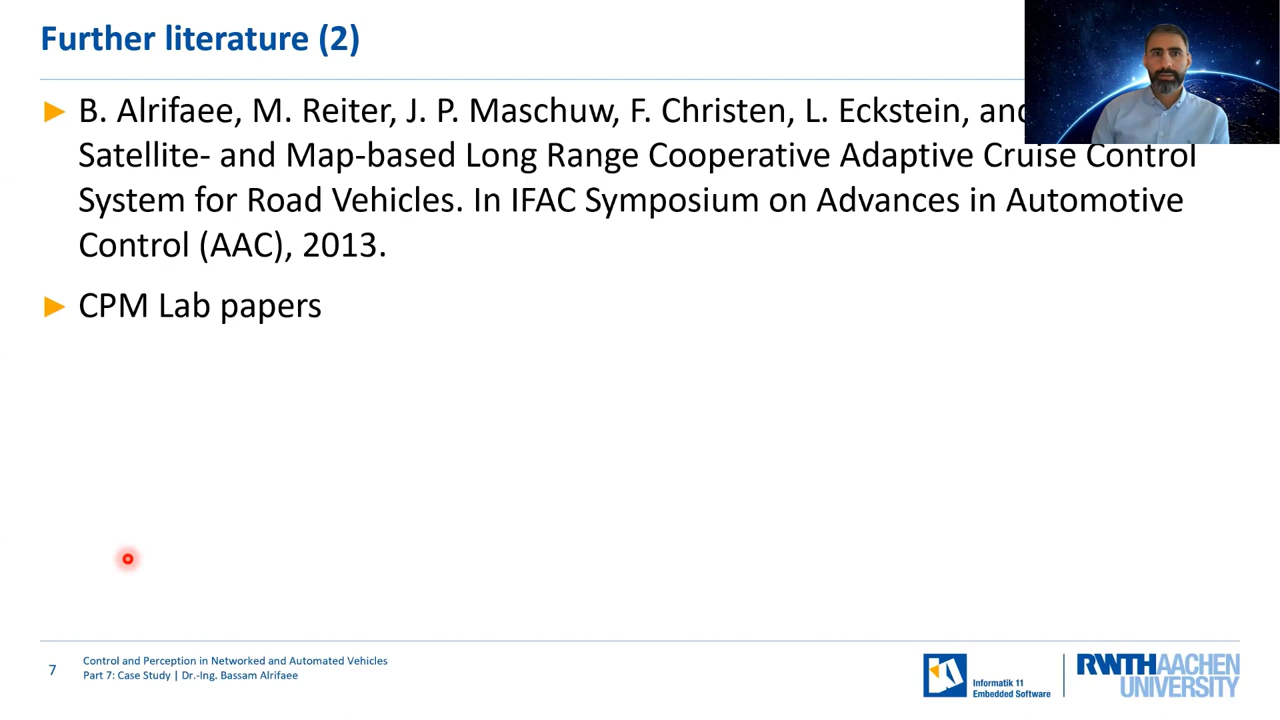 Further literature (2)
► B. Alrifaee, M. Reiter, J. P. Maschuw, F. Christen, L. Eckstein, and
Satellite- and Map-based Long Range Cooperative Adaptive Cruise Control
System for Road Vehicles. In IFAC Symposium on Advances in Automotive
Control (AAC), 2013.
► CPM Lab papers
7
Control and Perception in Networked and Automated Vehicles
Part 7: Case Study | Dr.-Ing. Bassam Alrifaee
Informatik 11
Embedded Software
RWTHAACHEN
UNIVERSITY